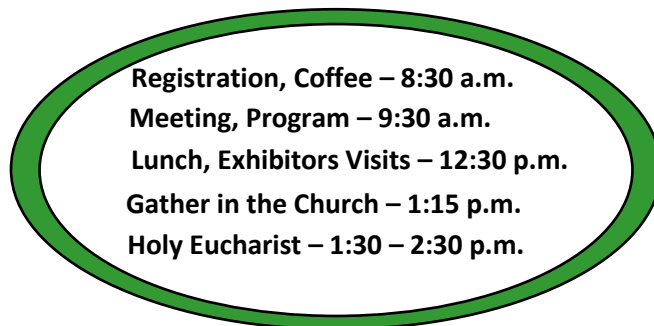 Registration, Coffee – 8:30 a.m.
Meeting, Program – 9:30 a.m.
Lunch, Exhibitors Visits – 12:30 p.m.
Gather in the Church – 1:15 p.m.
Holy Eucharist – 1:30 – 2:30 p.m.